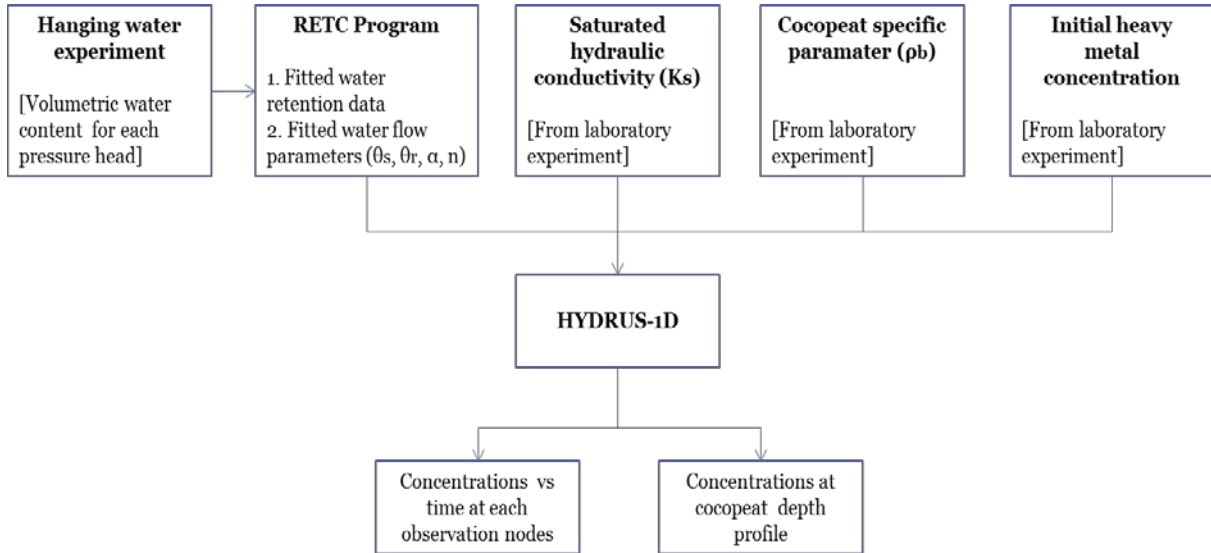 Hanging water
experiment
[Volumetric water
content for each
pressure head]
RETC Program
1. Fitted water
retention data
2. Fitted water flow
parameters (θs, θr, α, n)
Saturated
hydraulic
conductivity (Ks)
[From laboratory
experiment]
Cocopeat specific
paramater (ρb)
[From laboratory
experiment]
Initial heavy
metal
concentration
[From laboratory
experiment]
HYDRUS-1D
Concentrations vs
time at each
observation nodes
Concentrations at
cocopeat depth
profile